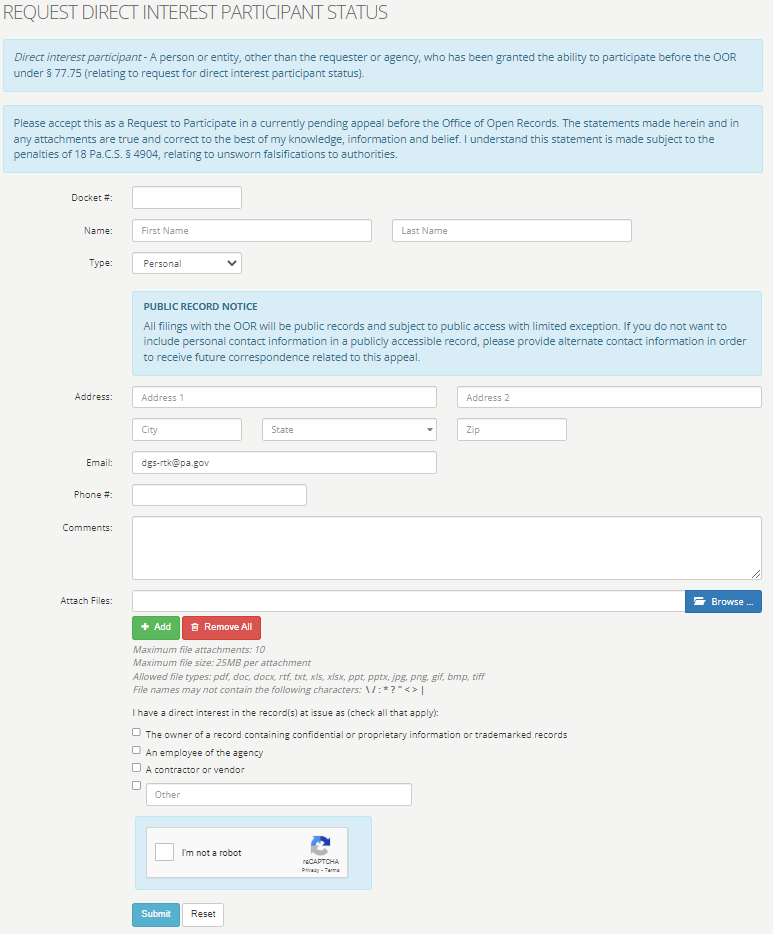 REQUEST DIRECT INTEREST PARTICIPANT STATUS
Direct interest participant - A person or entity, other than the requester or agency, who has been granted the ability to participate before the OOR
under § 77.75 (relating to request for direct interest participant status).
Please accept this as a Request to Participate in a currently pending appeal before the Office of Open Records. The statements made herein and in
any attachments are true and correct to the best of my knowledge, information and belief. I understand this statement is made subject to the
penalties of 18 Pa.C.S. § 4904, relating to unsworn falsifications to authorities.
Docket #:
Name: First Name Last Name
Type: Personal
PUBLIC RECORD NOTICE
All filings with the OOR will be public records and subject to public access with limited exception. If you do not want to
include personal contact information in a publicly accessible record, please provide alternate contact information in order
to receive future correspondence related to this appeal.
Address: Address 1 Address 2
City State Zip
Email: dgs-rtk@pa.gov
Phone #:
Comments:
Attach Files: Browse ...
Add Remove All
Maximum file attachments: 10
Maximum file size: 25MB per attachment
Allowed file types: pdf, doc, docx, rtf, txt, xls, xlsx, ppt, pptx, jpg, png, gif, bmp, tiff
File names may not contain the following characters: \ / : * ? " < > |
I have a direct interest in the record(s) at issue as (check all that apply):
The owner of a record containing confidential or proprietary information or trademarked records
An employee of the agency
A contractor or vendor
Other
I'm not a robot
reCAPTCHA
Privacy - Terms
Submit Reset